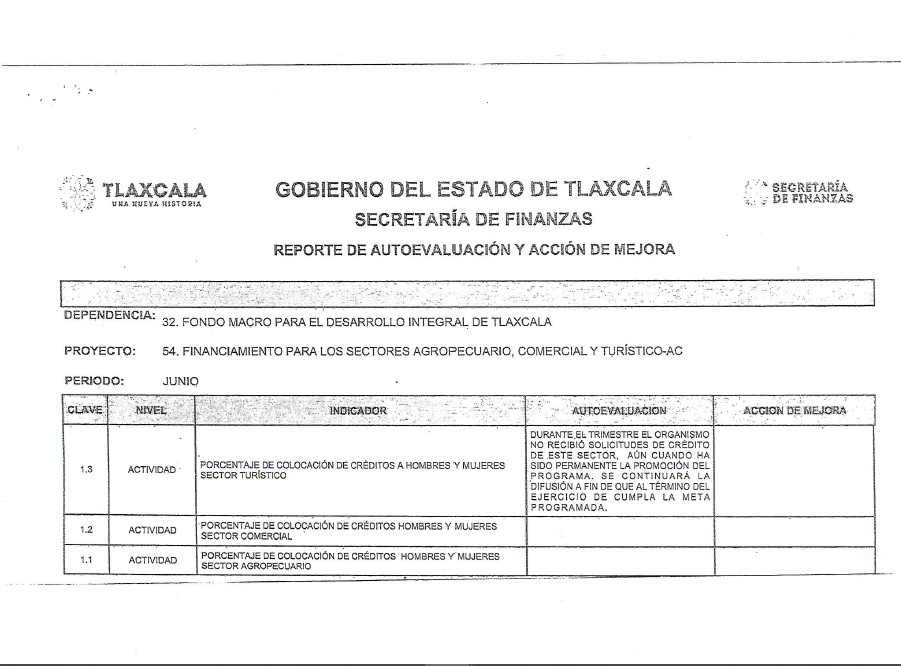 TLAXCALA
UNA NUEVA HISTORIA
GOBIERNO DEL ESTADO DE TLAXCALA
SECRETARÍA DE FINANZAS
REPORTE DE AUTOEVALUACIÓN Y ACCIÓN DE MEJORA
SECRETARÍA
DE FINANZAS
DEPENDENCIA: 32. FONDO MACRO PARA EL DESARROLLO INTEGRAL DE TLAXCALA
PROYECTO: 54. FINANCIAMIENTO PARA LOS SECTORES AGROPECUARIO, COMERCIAL Y TURÍSTICO-AC
PERIODO: JUNIO
CLAVE NIVEL INDICADOR AUTOEVALUACION ACCION DE MEJORA
1.3 ACTIVIDAD
PORCENTAJE DE COLOCACIÓN DE CRÉDITOS A HOMBRES Y MUJERES
SECTOR TURÍSTICO
DURANTE EL TRIMESTRE EL ORGANISMO
NO RECIBIÓ SOLICITUDES DE CRÉDITO
DE ESTE SECTOR, AÚN CUANDO HA
SIDO PERMANENTE LA PROMOCIÓN DEL
PROGRAMA. SE CONTINUARÁ LA
DIFUSIÓN A FIN DE QUE AL TÉRMINO DEL
EJERCICIO DE CUMPLA LA META
PROGRAMADA.
1.2 ACTIVIDAD
PORCENTAJE DE COLOCACIÓN DE CRÉDITOS HOMBRES Y MUJERES
SECTOR COMERCIAL
1.1 ACTIVIDAD
PORCENTAJE DE COLOCACIÓN DE CRÉDITOS HOMBRES Y MUJERES
SECTOR AGROPECUARIO